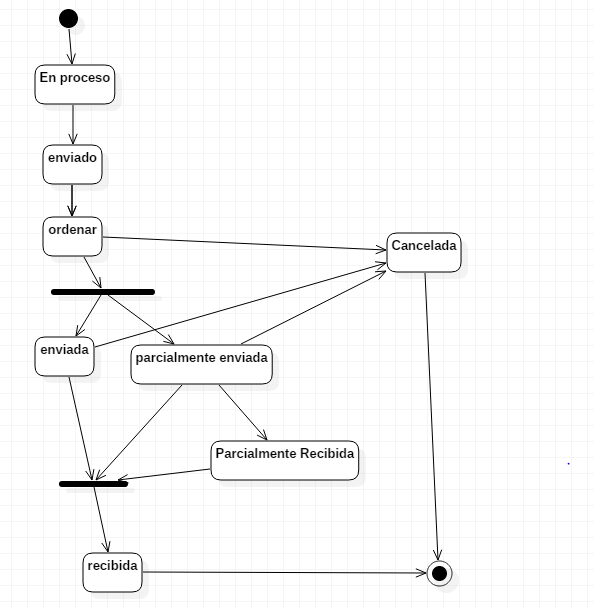 En proceso
enviado
ordenar
Cancelada
enviada
parcialmente enviada
Parcialmente Recibida
recibida